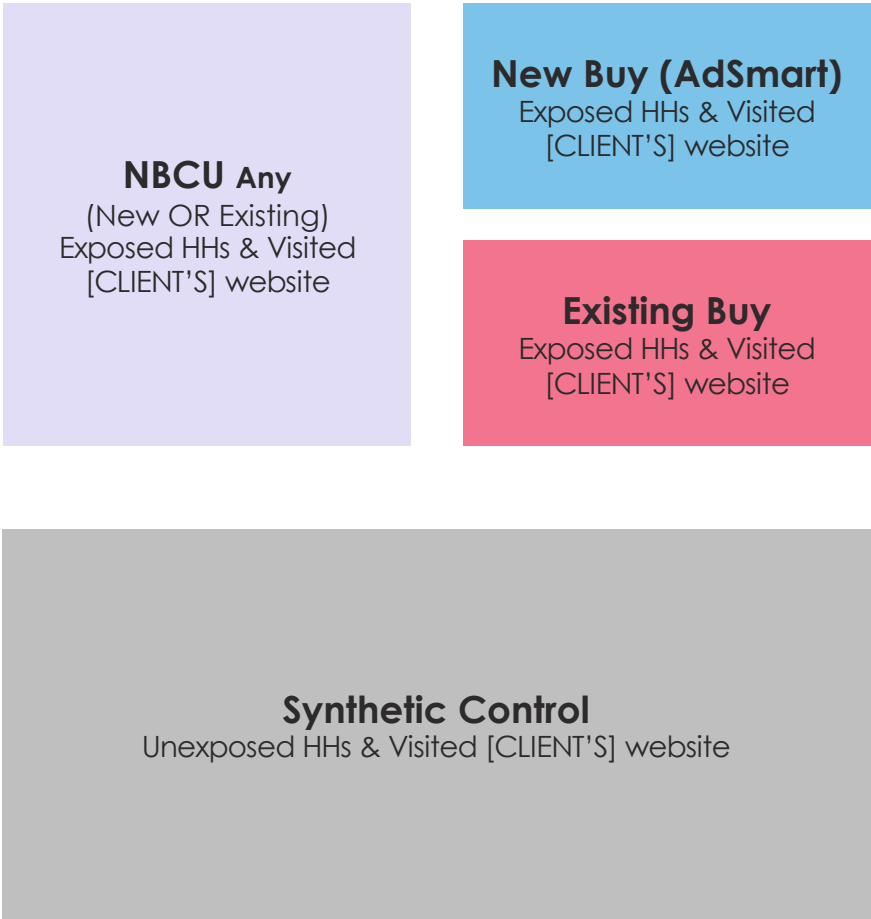 NBCU Any
(New OR Existing)
Exposed HHs & Visited
[CLIENT’S] website
New Buy (AdSmart)
Exposed HHs & Visited
[CLIENT’S] website
Existing Buy
Exposed HHs & Visited
[CLIENT’S] website
Synthetic Control
Unexposed HHs & Visited [CLIENT’S] website